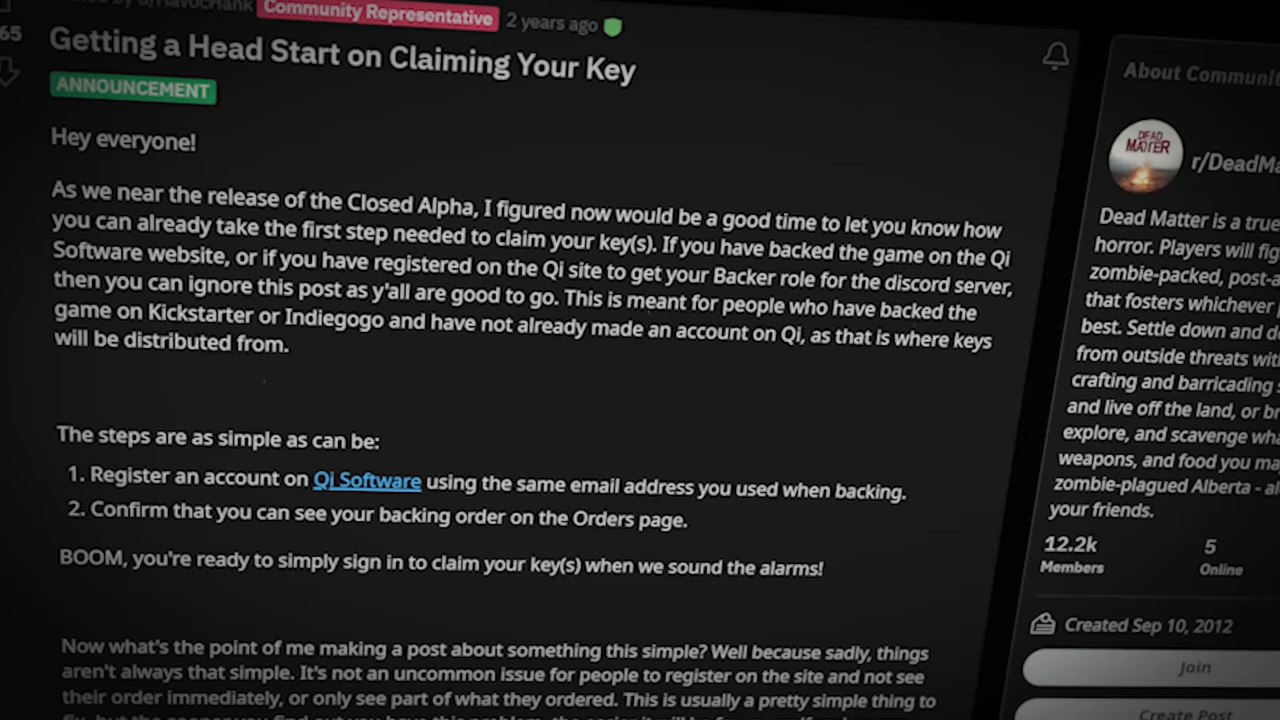 65
Community Representative 2 years ago
Getting a Head Start on Claiming Your Key
ANNOUNCEMENT
Hey everyone!
As we near the release of the Closed Alpha, I figured now would be a good time to let you know how
you can already take the first step needed to claim your key(s). If you have backed the game on the Qi
Software website, or if you have registered on the Qi site to get your Backer role for the discord server,
then you can ignore this post as y'all are good to go. This is meant for people who have backed the
game on Kickstarter or Indiegogo and have not already made an account on Qi, as that is where keys
will be distributed from.
The steps are as simple as can be:
1. Register an account on Qi Software using the same email address you used when backing.
2. Confirm that you can see your backing order on the Orders page.
BOOM, you're ready to simply sign in to claim your key(s) when we sound the alarms!
Now what's the point of me making a post about something this simple? Well because sadly, things
aren't always that simple. It's not an uncommon issue for people to register on the site and not see
their order immediately, or only see part of what they ordered. This is usually a pretty simple thing to
About
DEAD
MATTER
Dead Matter is a true
horror. Players will
zombie-packed,
that fosters whichever
best. Settle down and
from outside threats
crafting and barricading
and live off the land, or
explore, and scavenge
weapons, and food you
zombie-plagued Alberta -
your friends.
12.2k 5
Members Online
Created Sep 10, 2012
Join
Create Post